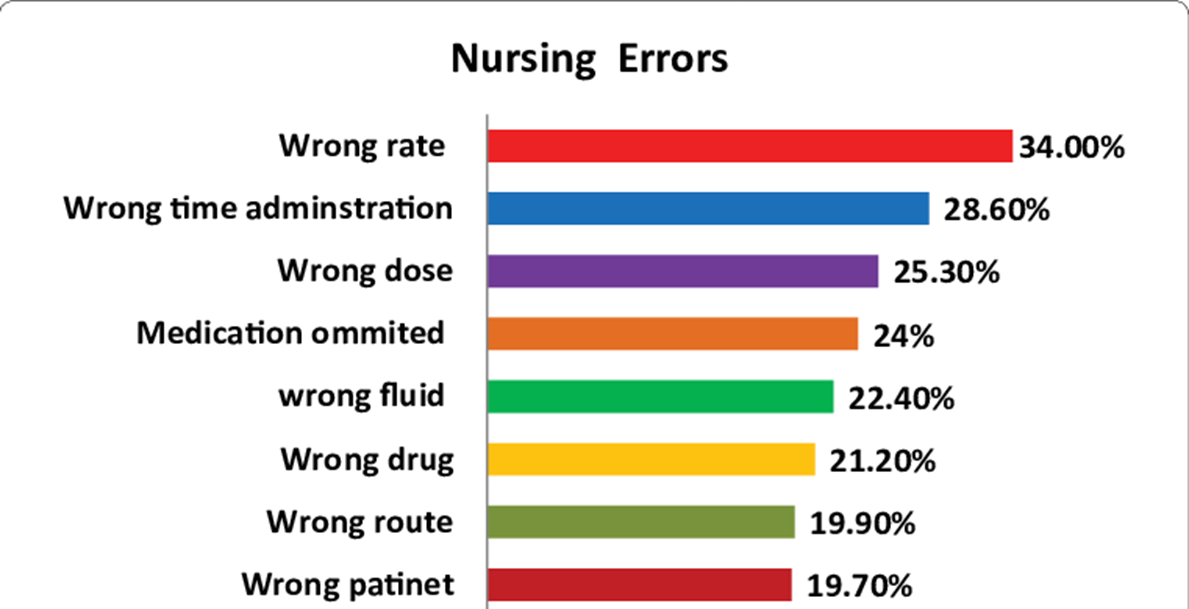 Nursing Errors
Wrong rate 34.00%
Wrong time adminstration 28.60%
Wrong dose 25.30%
Medication ommited 24%
wrong fluid 22.40%
Wrong drug 21.20%
Wrong route 19.90%
Wrong patinet 19.70%